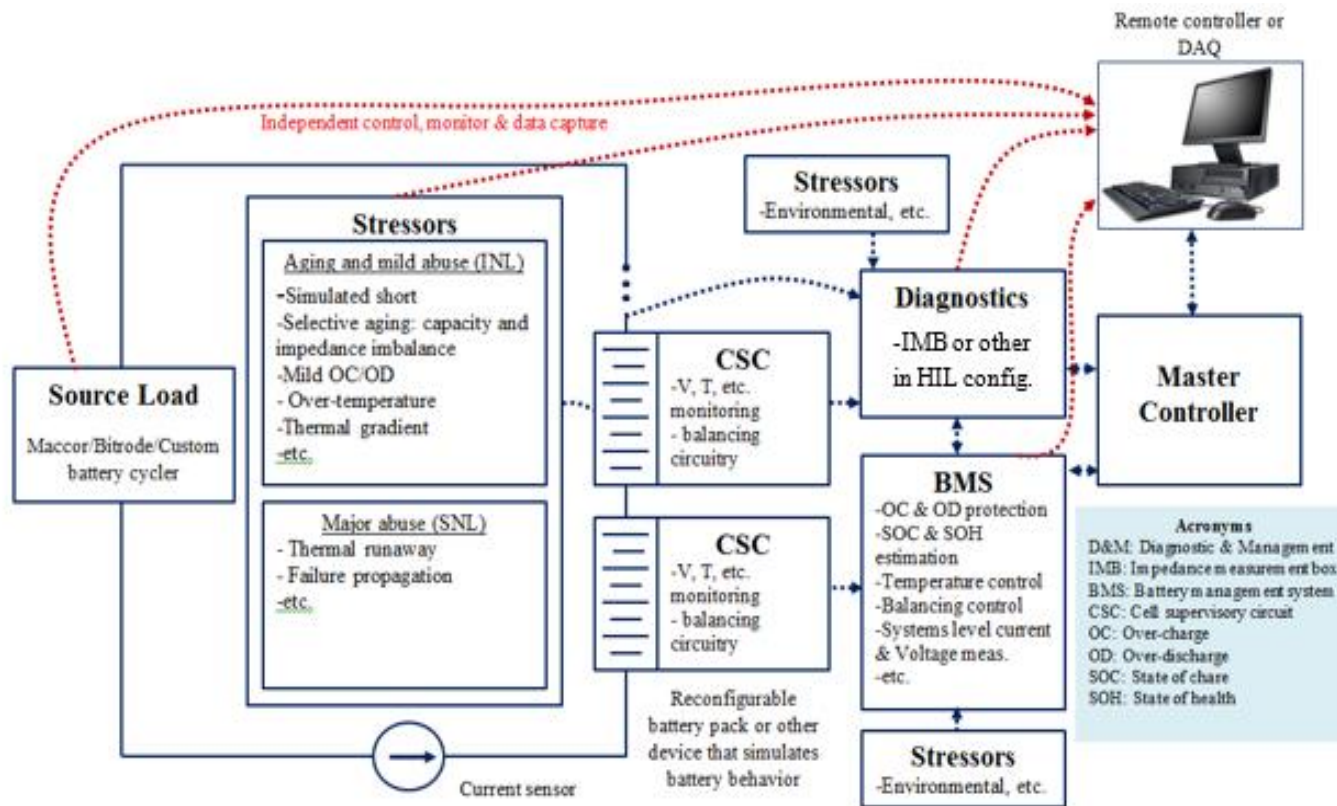 Remote controller or
DAQ
Independent control, monitor & data capture
Stressors
-Environmental, etc.
Stressors
Aging and mild abuse (INL)
-Simulated short
-Selective aging: capacity and
impedance imbalance
-Mild OC/OD
- Over-temperature
-Thermal gradient
-etc.
Major abuse (SNL)
- Thermal runaway
- Failure propagation
-etc.
Source Load
Maccor/Bitrode/Custom
battery cycler
CSC
-V, T, etc.
monitoring
- balancing
circuitry
CSC
-V, T, etc.
monitoring
- balancing
circuitry
Reconfigurable
battery pack or other
device that simulates
battery behavior
Current sensor
Diagnostics
-IMB or other
in HIL config.
Master
Controller
BMS
-OC & OD protection
-SOC & SOH
estimation
-Temperature control
-Balancing control
-Systems level current
& Voltage meas.
-etc.
Stressors
-Environmental, etc.
Acronyms
D&M: Diagnostic & Management
IMB: Impedance measurement box
BMS: Battery management system
CSC: Cell supervisory circuit
OC: Over-charge
OD: Over-discharge
SOC: State of chare
SOH: State of health